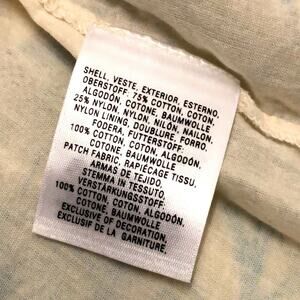 SHELL, VESTE, EXTERIOR, ESTERNO,
OBERSTOFF: 75% COTTON, COTON,
ALGODÓN, COTONE, BAUMWOLLE
25% NYLON, NYLON, NILÓN, NAILON
NYLON LINING, DOUBLURE, FORRO,
FODERA, FUTTERSTOFF:
100% COTTON, COTON, ALGODÓN,
COTONE, BAUMWOLLE
PATCH FABRIC, RAPIÉCAGE TISSU,
ARMAS DE TEJIDO,
STEMMA IN TESSUTO,
VERSTÄRKUNGSSTOFF:
100% COTTON, COTON, ALGODÓN,
COTONE, BAUMWOLLE
EXCLUSIVE OF DECORATION,
EXCLUSIF DE LA GARNITURE.